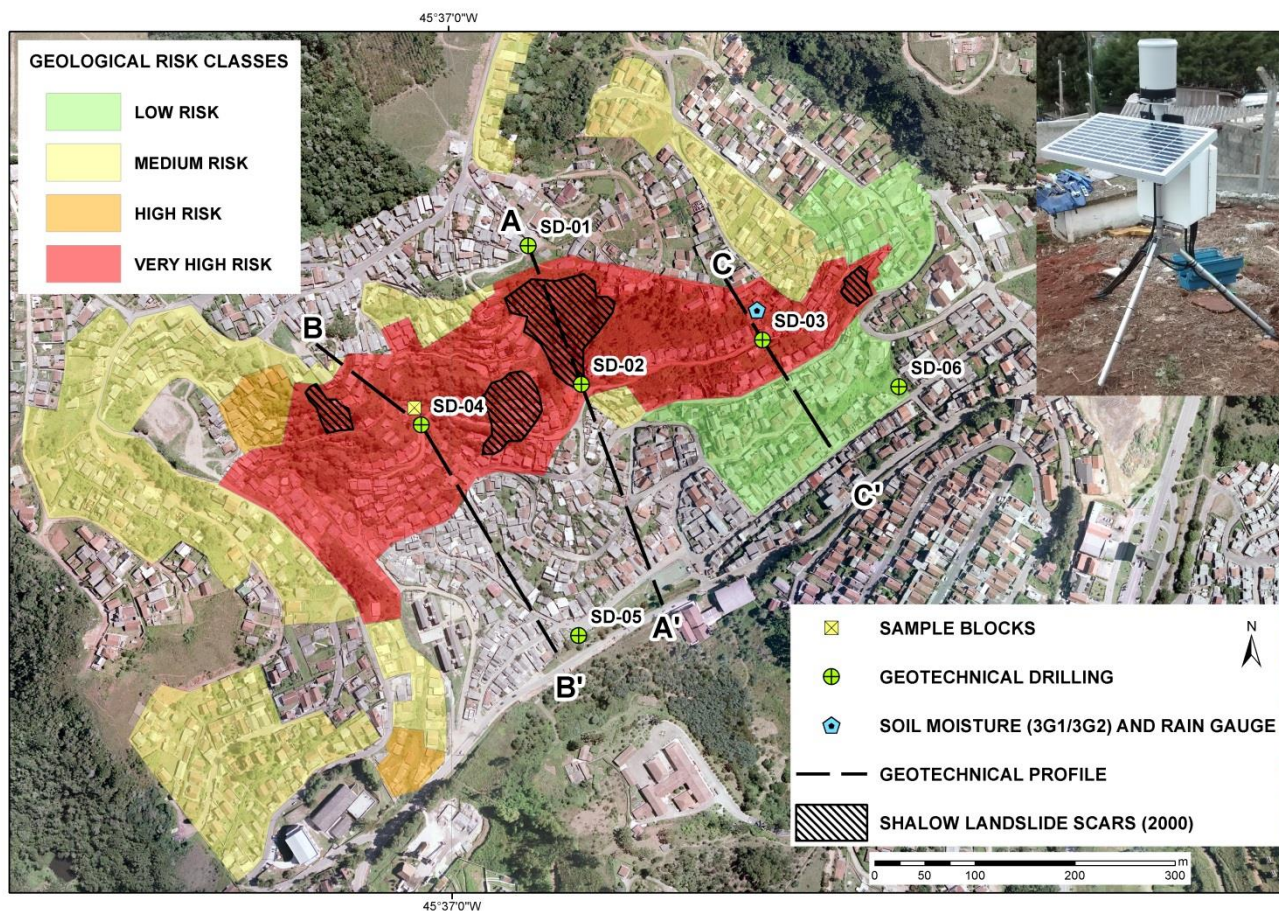 45°37'0"W
GEOLOGICAL RISK CLASSES
LOW RISK
MEDIUM RISK
HIGH RISK
VERY HIGH RISK
A
SD-01
C
SD-03
B
SD-02
SD-06
SD-04
C'
SD-05
A'
B'
SAMPLE BLOCKS
N
GEOTECHNICAL DRILLING
SOIL MOISTURE (3G1/3G2) AND RAIN GAUGE
GEOTECHNICAL PROFILE
SHALOW LANDSLIDE SCARS (2000)
0 50 100 200 300 m
45°37'0"W